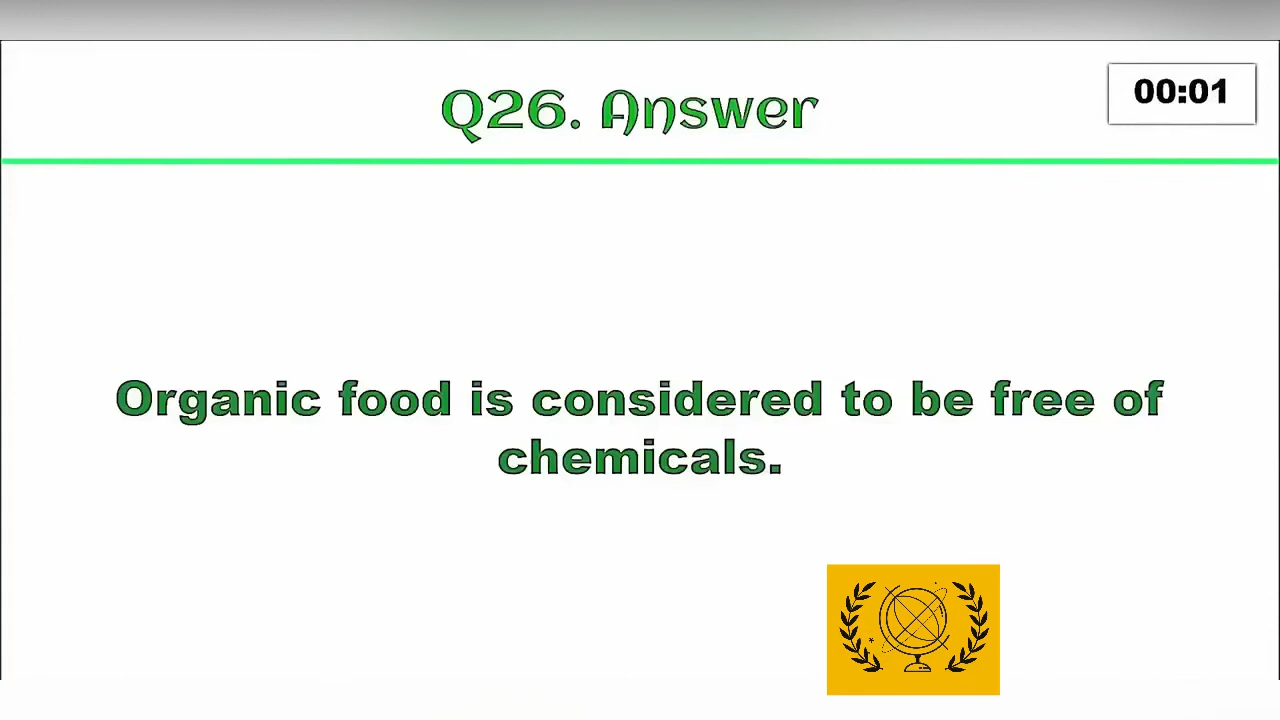 Q26. Answer
00:01
Organic food is considered to be free of
chemicals.